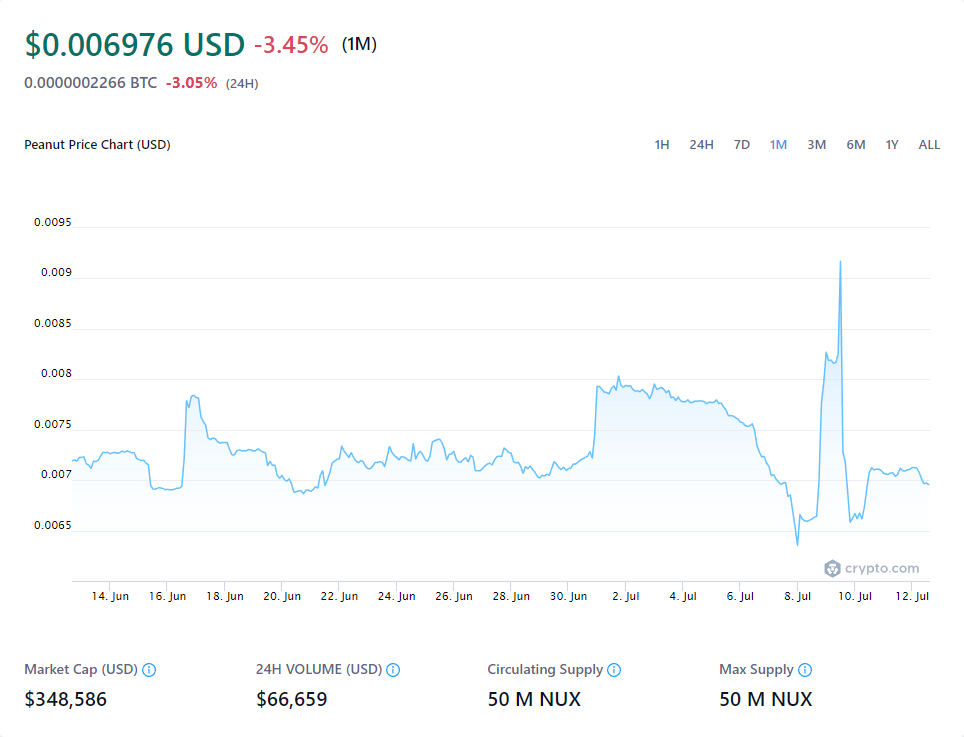 $0.006976 USD -3.45% (1M)
0.0000002266 BTC -3.05% (24H)
Peanut Price Chart (USD) 1H 24H 7D 1M 3M 6M 1Y ALL
0.0095
0.009
0.0085
0.008
0.0075
0.007
0.0065
crypto.com
14. Jun 16. Jun 18. Jun 20. Jun 22. Jun 24. Jun 26. Jun 28. Jun 30. Jun 2. Jul 4. Jul 6. Jul 8. Jul 10. Jul 12. Jul
Market Cap (USD) 24H VOLUME (USD) Circulating Supply Max Supply
$348,586 $66,659 50 M NUX 50 M NUX